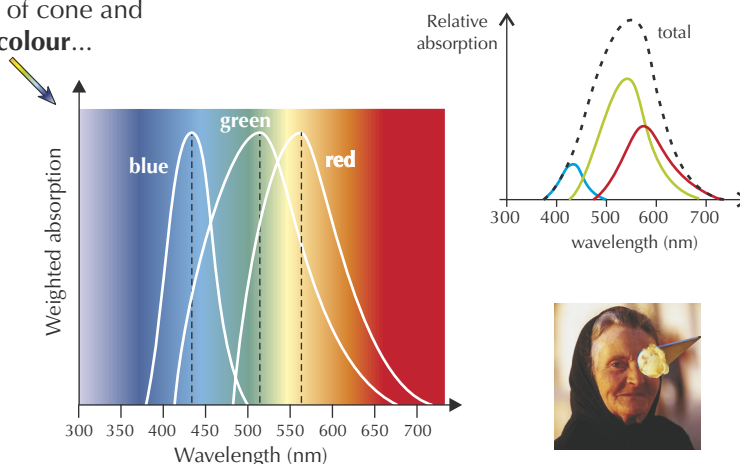 of cone and
colour...
Weighted absorption
blue
green
red
300 350 400 450 500 550 600 650 700
Wavelength (nm)
Relative
absorption
total
300 400 500 600 700
wavelength (nm)